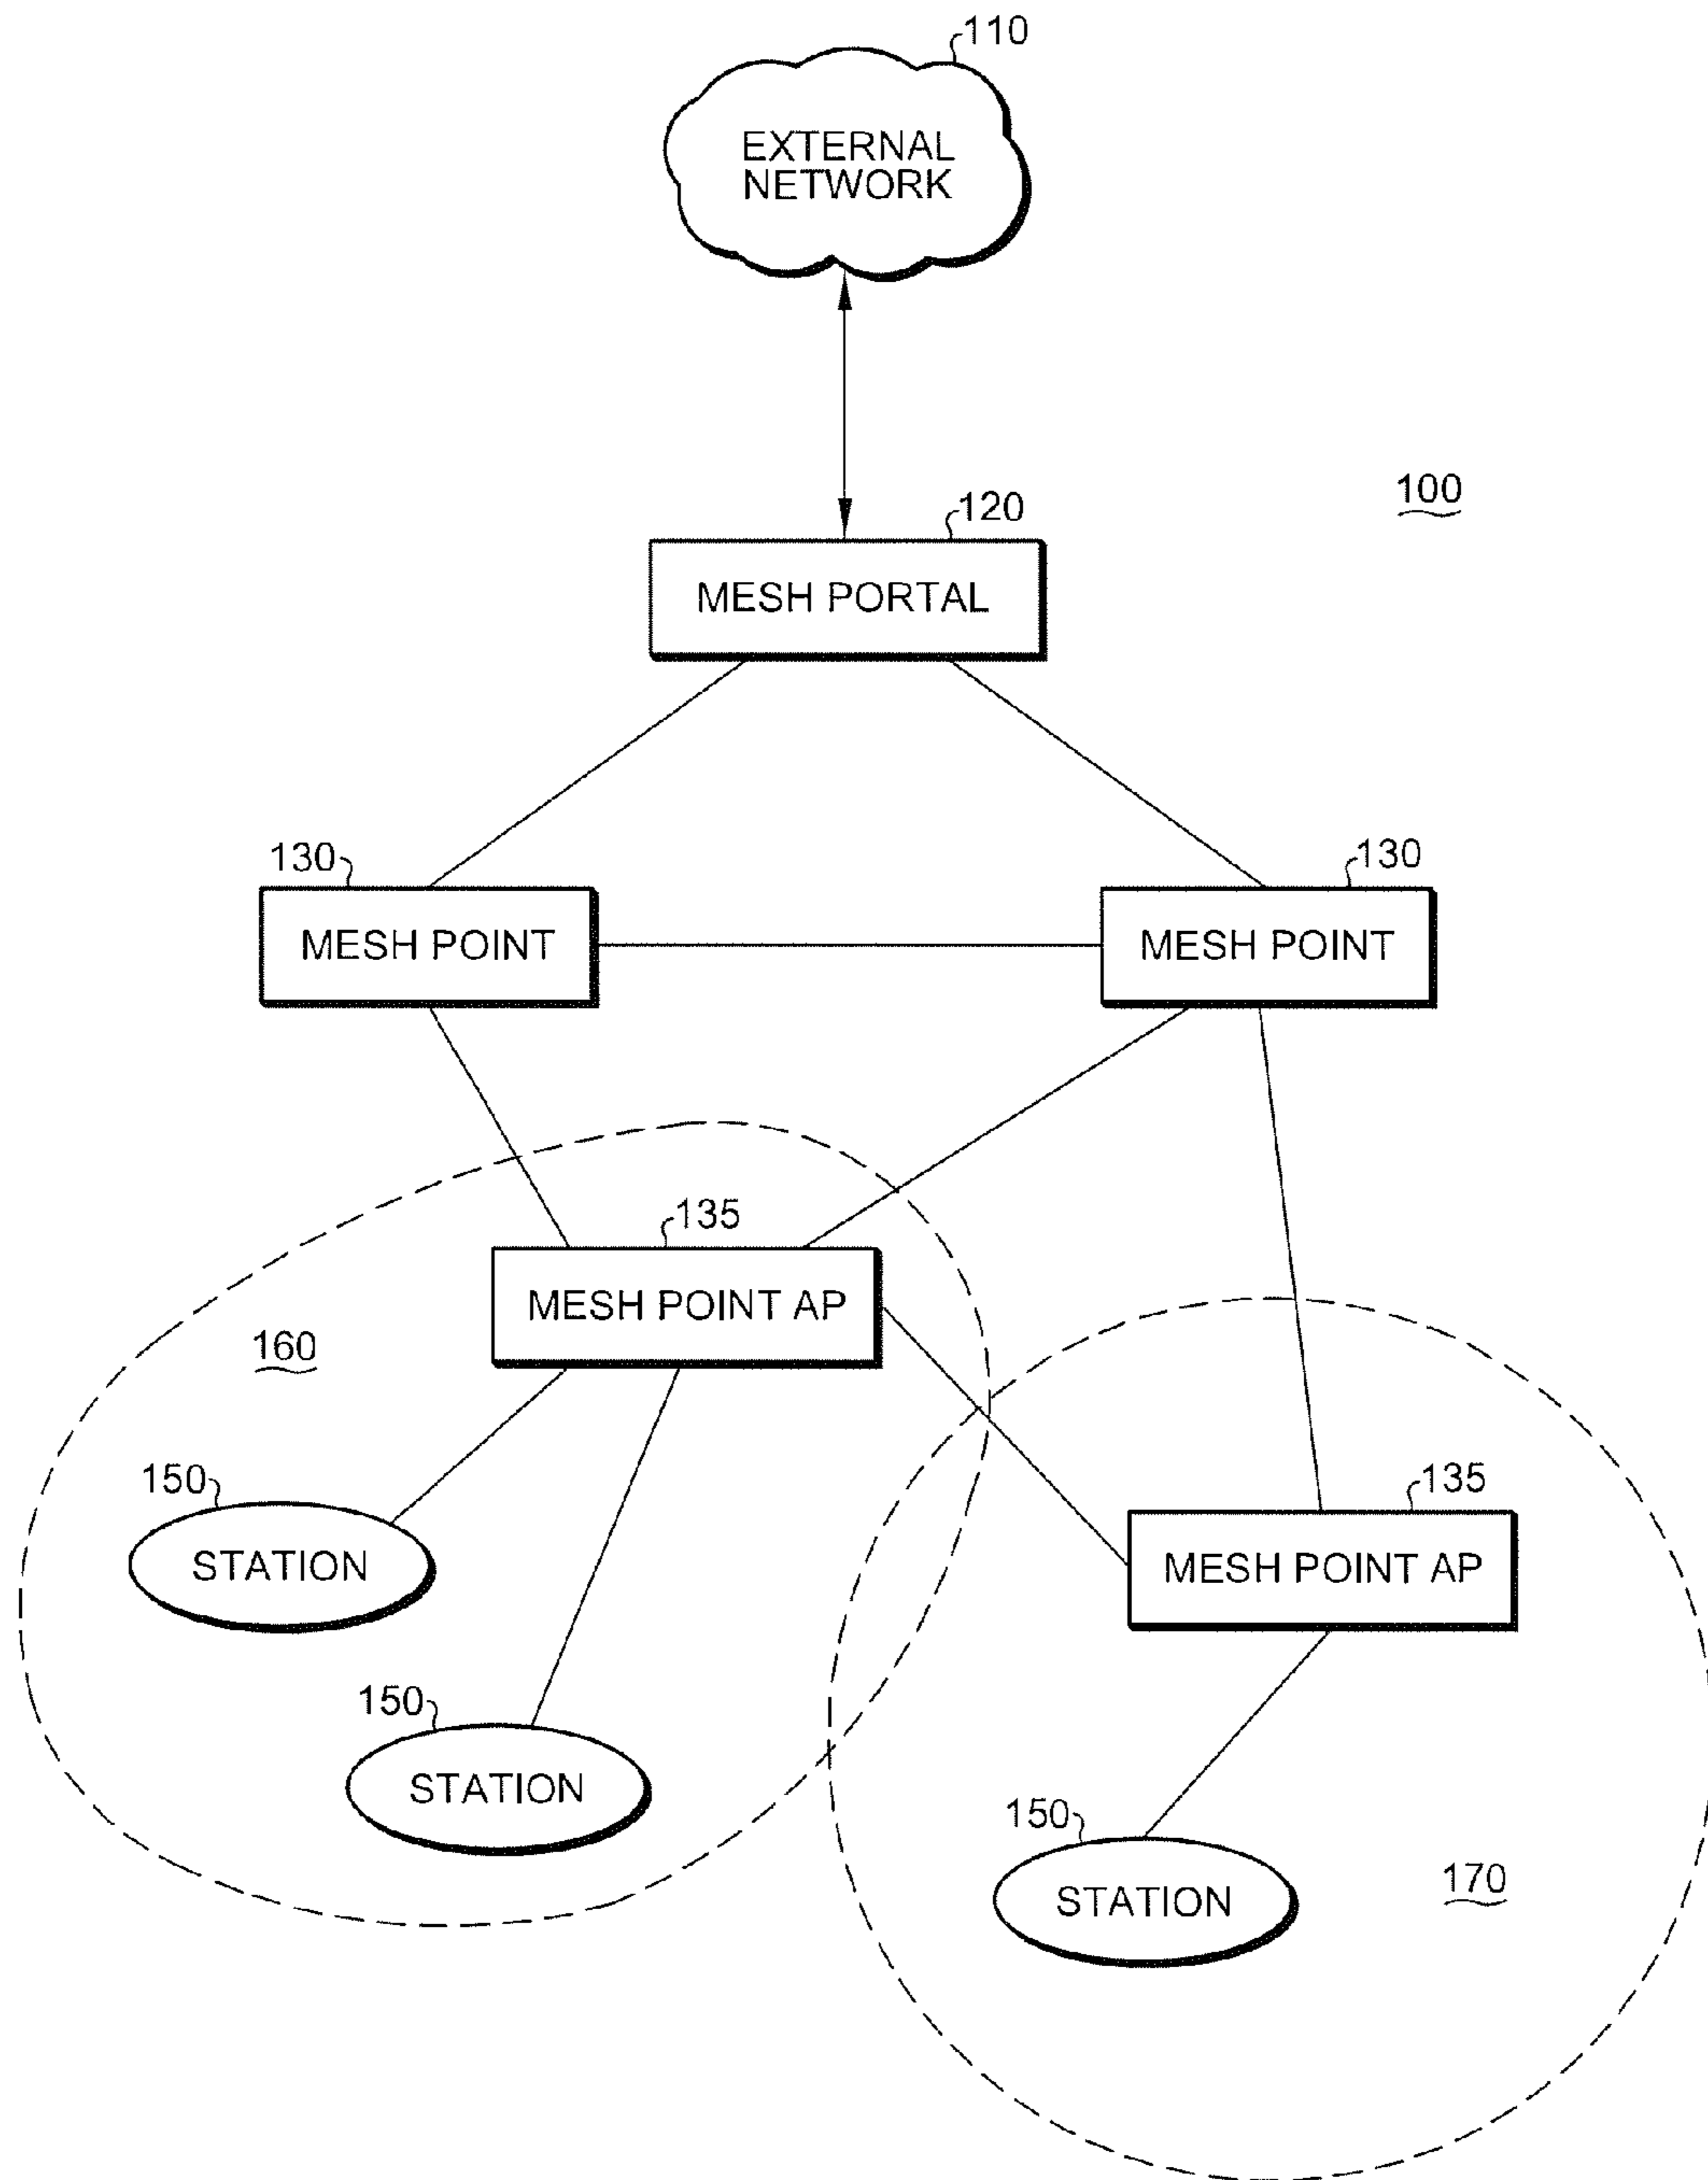 110
EXTERNAL
NETWORK
100
120
MESH PORTAL
130
130
MESH POINT
MESH POINT
135
MESH POINT AP
160
150
STATION
135
MESH POINT AP
150
STATION
150
STATION
170